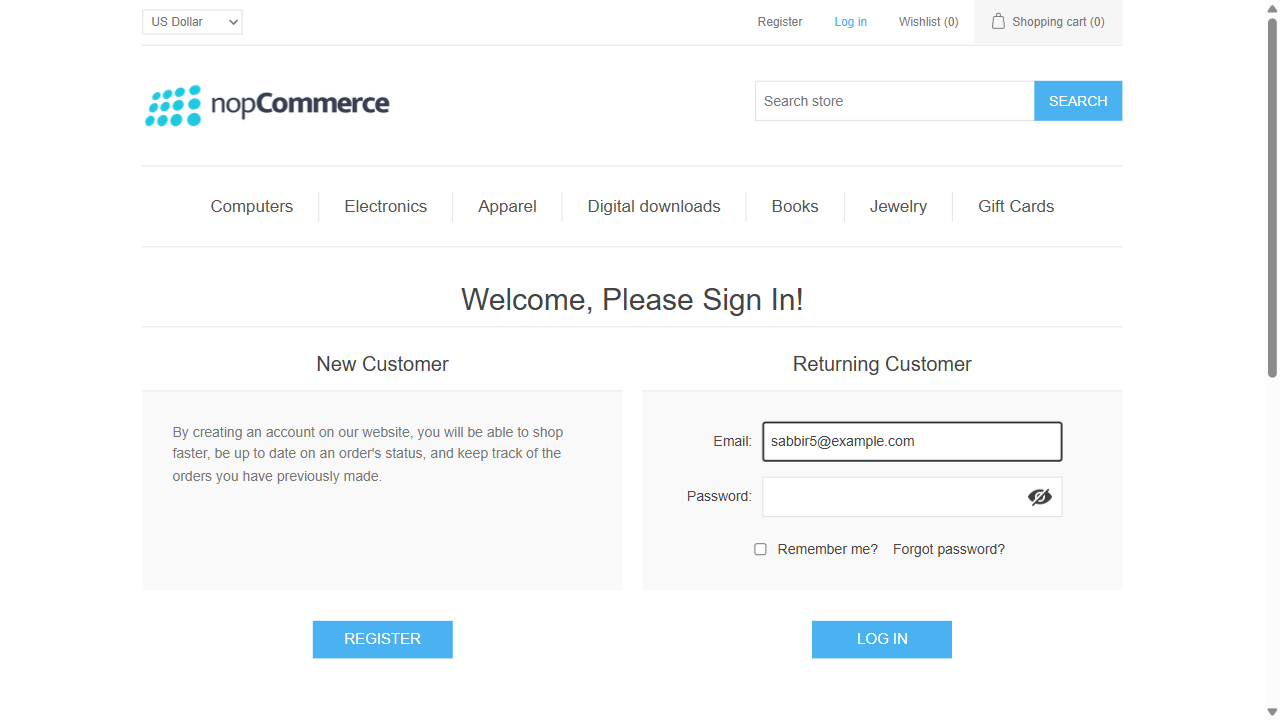 US Dollar
Register
Log in
Wishlist (0)
Shopping cart (0)
nopCommerce
Search store
SEARCH
Computers
Electronics
Apparel
Digital downloads
Books
Jewelry
Gift Cards
Welcome, Please Sign In!
New Customer
By creating an account on our website, you will be able to shop
faster, be up to date on an order's status, and keep track of the
orders you have previously made.
REGISTER
Returning Customer
Email:
sabbir5@example.com
Password:
Remember me?
Forgot password?
LOG IN